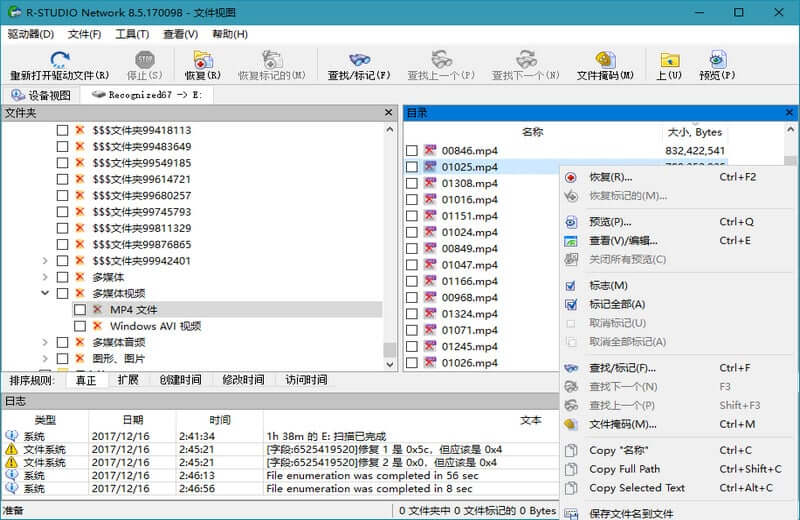 R-STUDIO Network 8.5.170098 - 文件视图
驱动器(D) 文件(F) 工具(T) 查看(V) 帮助(H)
重新打开驱动文件(R) 停止(S) 恢复(R) 恢复标记的(M) 查找/标记(F) 查找上一个(P) 查找下一个(N) 文件掩码(M) 上(U) 预览(P)
设备视图 Recognized67 -> E:
文件夹
$$$文件夹99418113
$$$文件夹99483649
$$$文件夹99549185
$$$文件夹99614721
$$$文件夹99680257
$$$文件夹99745793
$$$文件夹99811329
$$$文件夹99876865
$$$文件夹99942401
多媒体
多媒体视频
MP4 文件
Windows AVI 视频
多媒体音频
图形、图片
目录
名称 大小, Bytes
00846.mp4 832,422,541
01025.mp4
01308.mp4
01016.mp4
01151.mp4
01024.mp4
00849.mp4
01047.mp4
01166.mp4
00968.mp4
01324.mp4
01071.mp4
01245.mp4
01026.mp4
恢复(R)... Ctrl+F2
恢复标记的(M)...
预览(P)... Ctrl+Q
查看(V)/编辑... Ctrl+E
关闭所有预览(C)
标志(M)
标记全部(A)
取消标记(U)
取消全部标记(A)
查找/标记(F)... Ctrl+F
查找下一个(N) F3
查找上一个(P) Shift+F3
文件掩码(M)... Ctrl+M
Copy "名称" Ctrl+C
Copy Full Path Ctrl+Shift+C
Copy Selected Text Ctrl+Alt+C
保存文件名到文件
排序规则: 真正 扩展 创建时间 修改时间 访问时间
日志
类型 日期 时间 文本
系统 2017/12/16 2:41:34 1h 38m 的 E: 扫描已完成
文件系统 2017/12/16 2:45:21 [字段:6525419520]修复 1 是 0x5c，但应该是 0x4
文件系统 2017/12/16 2:45:21 [字段:6525419520]修复 2 是 0x0，但应该是 0x4
系统 2017/12/16 2:46:13 File enumeration was completed in 56 sec
系统 2017/12/16 2:46:56 File enumeration was completed in 8 sec
准备 0 文件夹中 0 文件标记的 0 Bytes